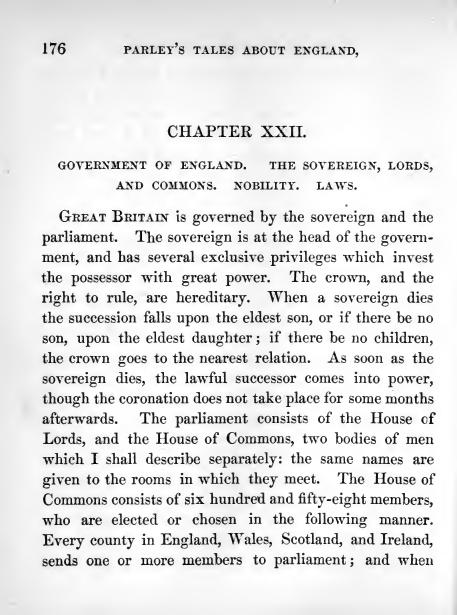 176 PARLEY'S TALES ABOUT ENGLAND,
CHAPTER XXII.
GOVERNMENT OF ENGLAND. THE SOVEREIGN, LORDS,
AND COMMONS. NOBILITY. LAWS.
GREAT BRITAIN is governed by the sovereign and the
parliament. The sovereign is at the head of the govern-
ment, and has several exclusive privileges which invest
the possessor with great power. The crown, and the
right to rule, are hereditary. When a sovereign dies
the succession falls upon the eldest son, or if there be no
son, upon the eldest daughter; if there be no children,
the crown goes to the nearest relation. As soon as the
sovereign dies, the lawful successor comes into power,
though the coronation does not take place for some months
afterwards. The parliament consists of the House of
Lords, and the House of Commons, two bodies of men
which I shall describe separately: the same names are
given to the rooms in which they meet. The House of
Commons consists of six hundred and fifty-eight members,
who are elected or chosen in the following manner.
Every county in England, Wales, Scotland, and Ireland,
sends one or more members to parliament; and when